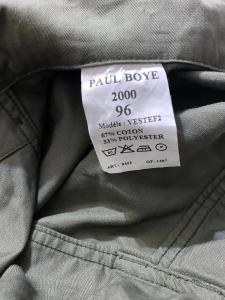 PAUL BOYE
2000
96
Modèle : VESTEF2
67% COTON
33% POLYESTER